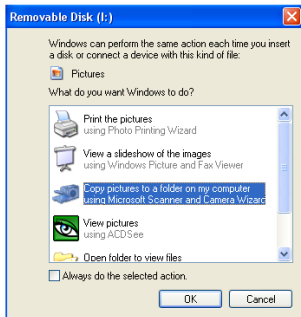 Removable Disk (I:)
Windows can perform the same action each time you insert
a disk or connect a device with this kind of file:
Pictures
What do you want Windows to do?
Print the pictures
using Photo Printing Wizard
View a slideshow of the images
using Windows Picture and Fax Viewer
Copy pictures to a folder on my computer
using Microsoft Scanner and Camera Wizard
View pictures
using ACDSee
Open folder to view files
Always do the selected action.
OK
Cancel